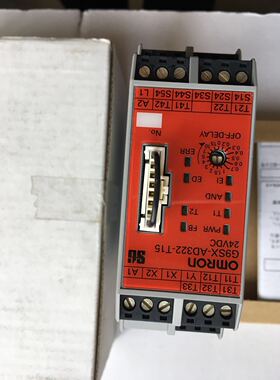 T31 T32 T33
T11 T12 Y1 X1 X2 A1
OMRON
G9SX-AD322-T15
24VDC
PWR FB
T1 T2
AND
EI ED
ERR
OFF-DELAY
No.
T21 T22
T41 T42 A2
S14 S24 S34 S44 S54 L1